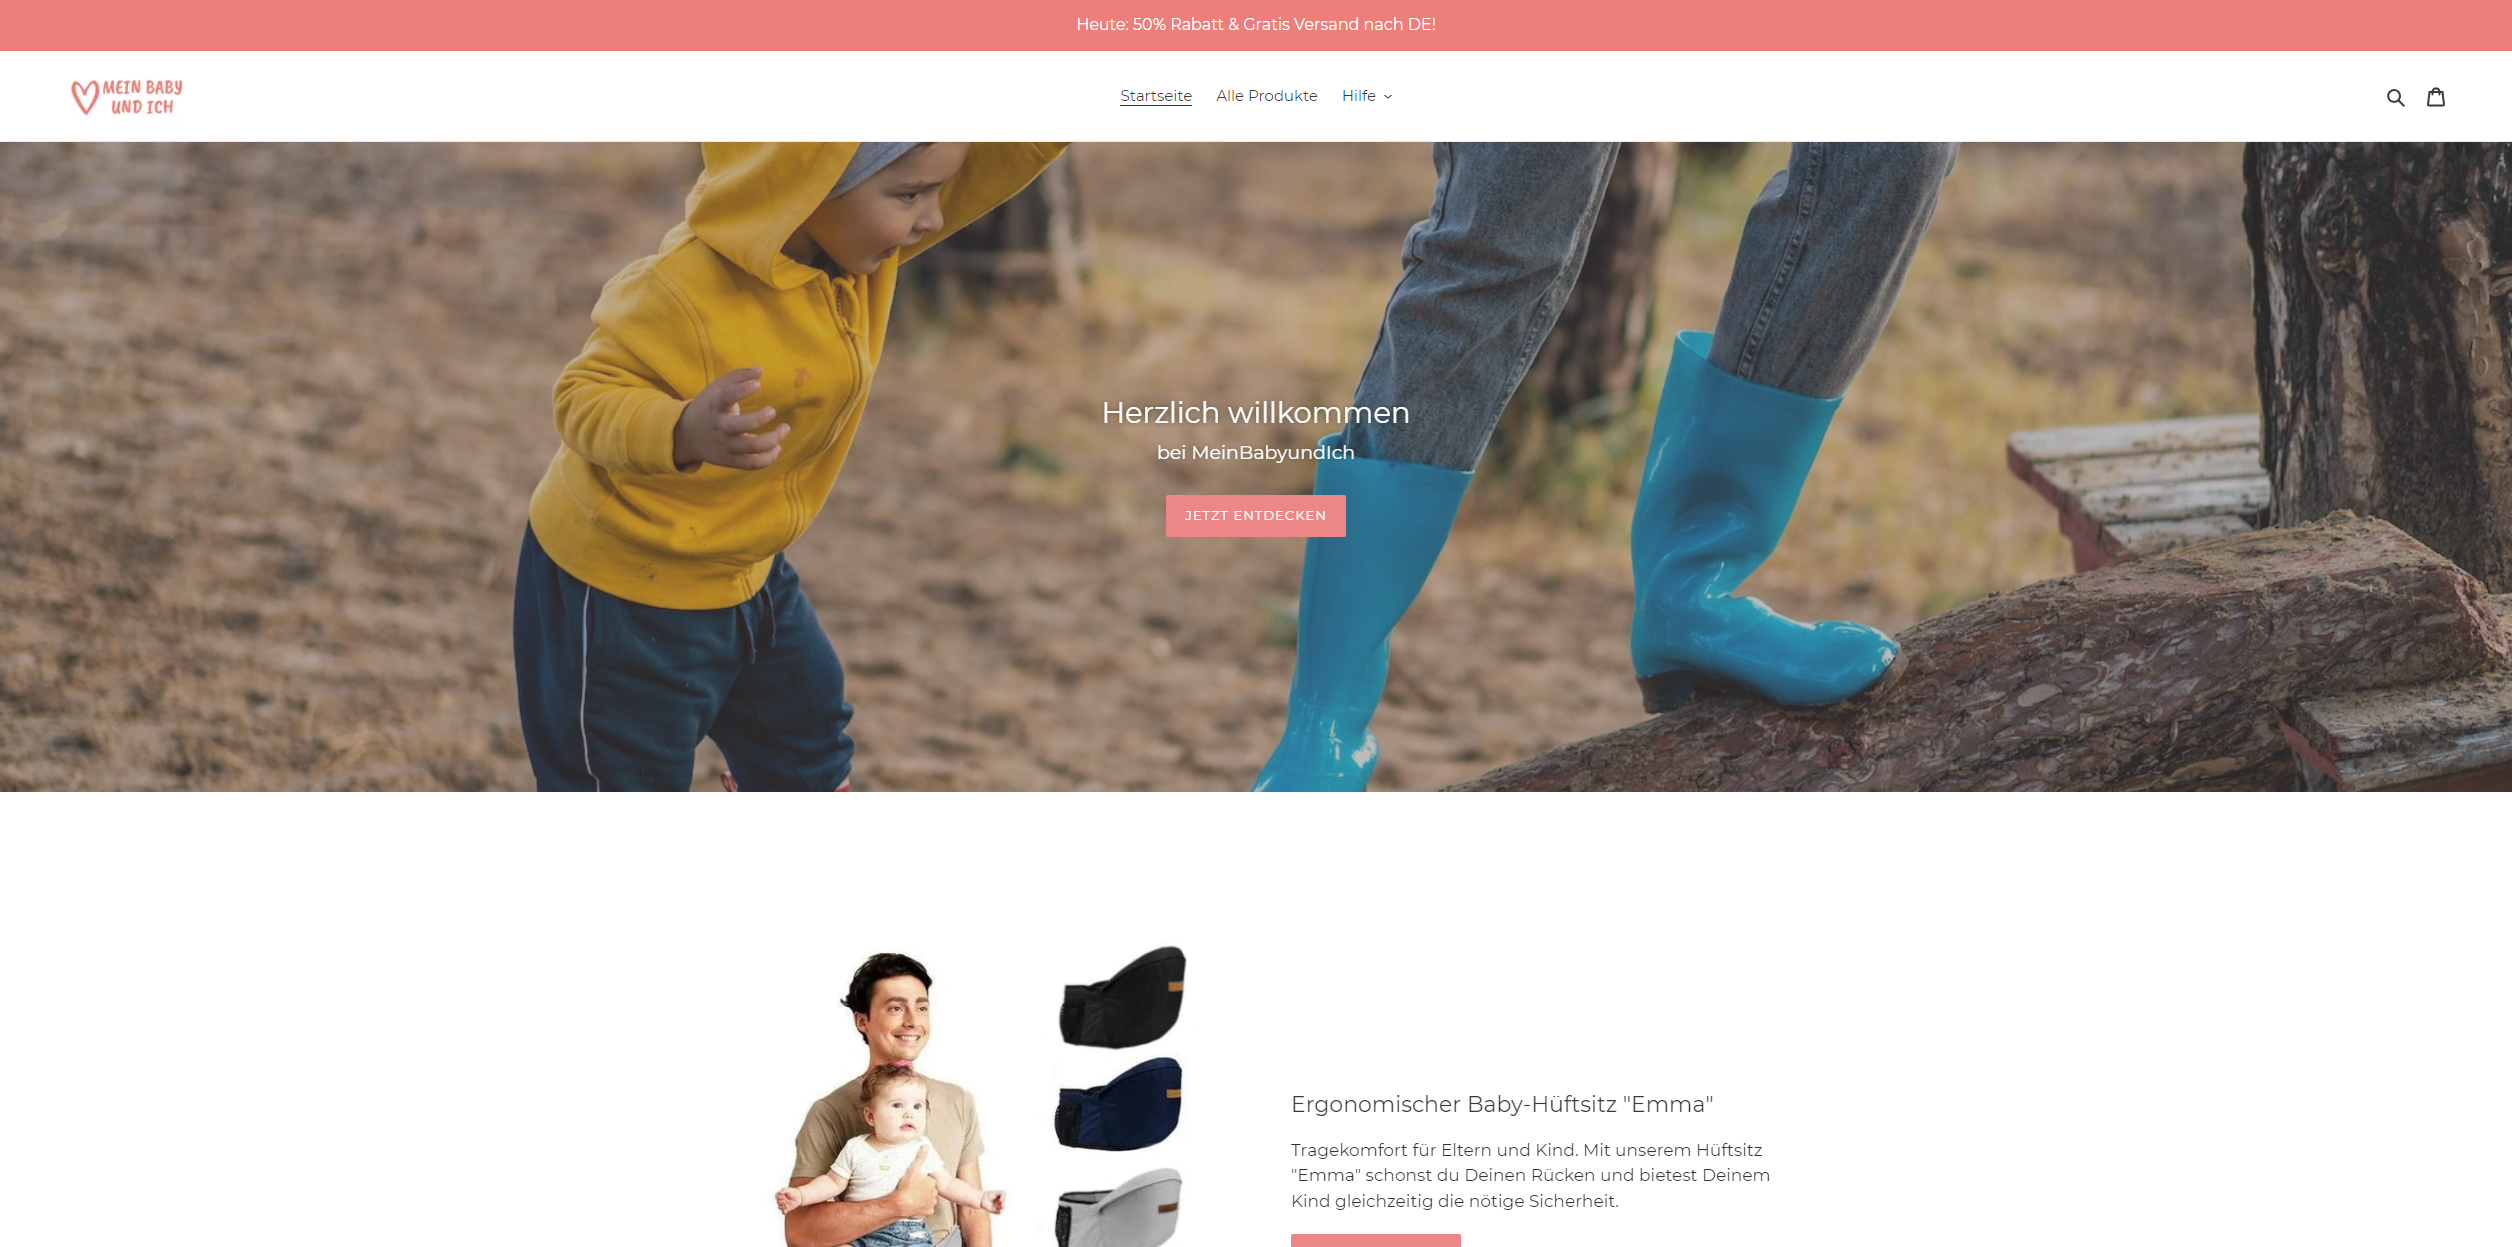 Heute: 50% Rabatt & Gratis Versand nach DE!
MEIN BABY
UND ICH
Startseite
Alle Produkte
Hilfe
Herzlich willkommen
bei MeinBabyundIch
JETZT ENTDECKEN
Ergonomischer Baby-Hüftsitz "Emma"
Tragekomfort für Eltern und Kind. Mit unserem Hüftsitz
"Emma" schonst du Deinen Rücken und bietest Deinem
Kind gleichzeitig die nötige Sicherheit.